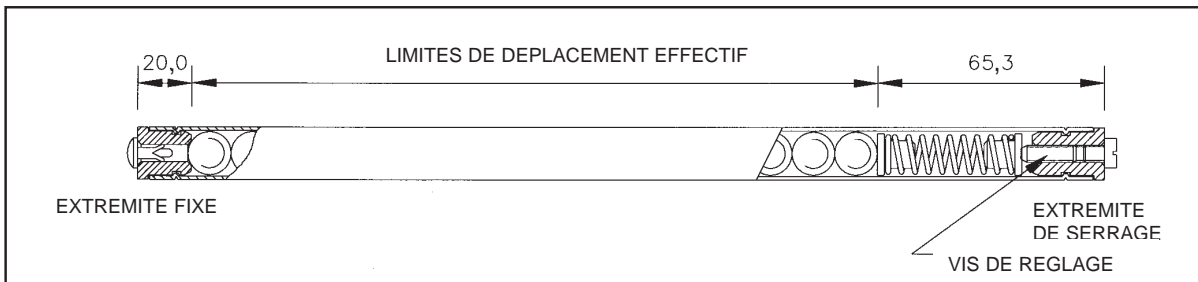 LIMITES DE DEPLACEMENT EFFECTIF
20,0
65,3
EXTREMITE FIXE
EXTREMITE
DE SERRAGE
VIS DE REGLAGE